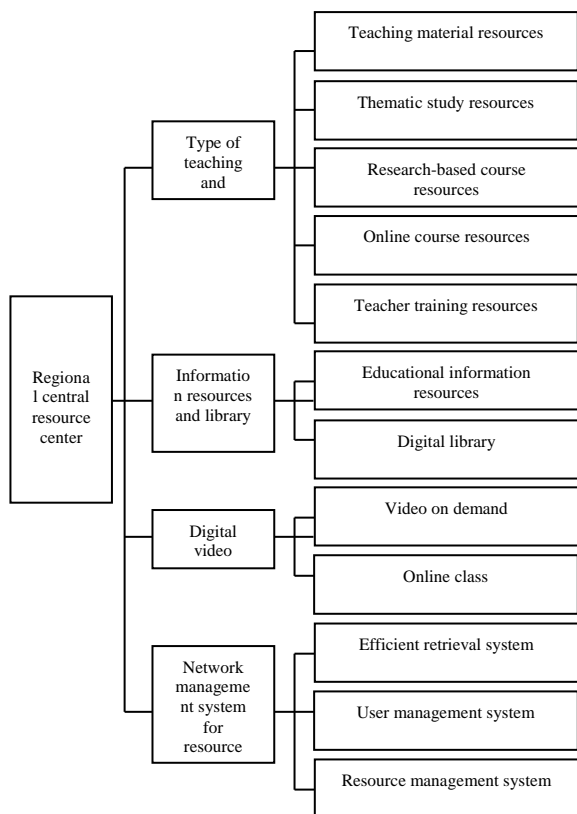 Regiona
l central
resource
center
Type of
teaching
and
Teaching material resources
Thematic study resources
Research-based course
resources
Online course resources
Teacher training resources
Informatio
n resources
and library
Educational information
resources
Digital library
Digital
video
Video on demand
Online class
Network
manageme
nt system
for
resource
Efficient retrieval system
User management system
Resource management system